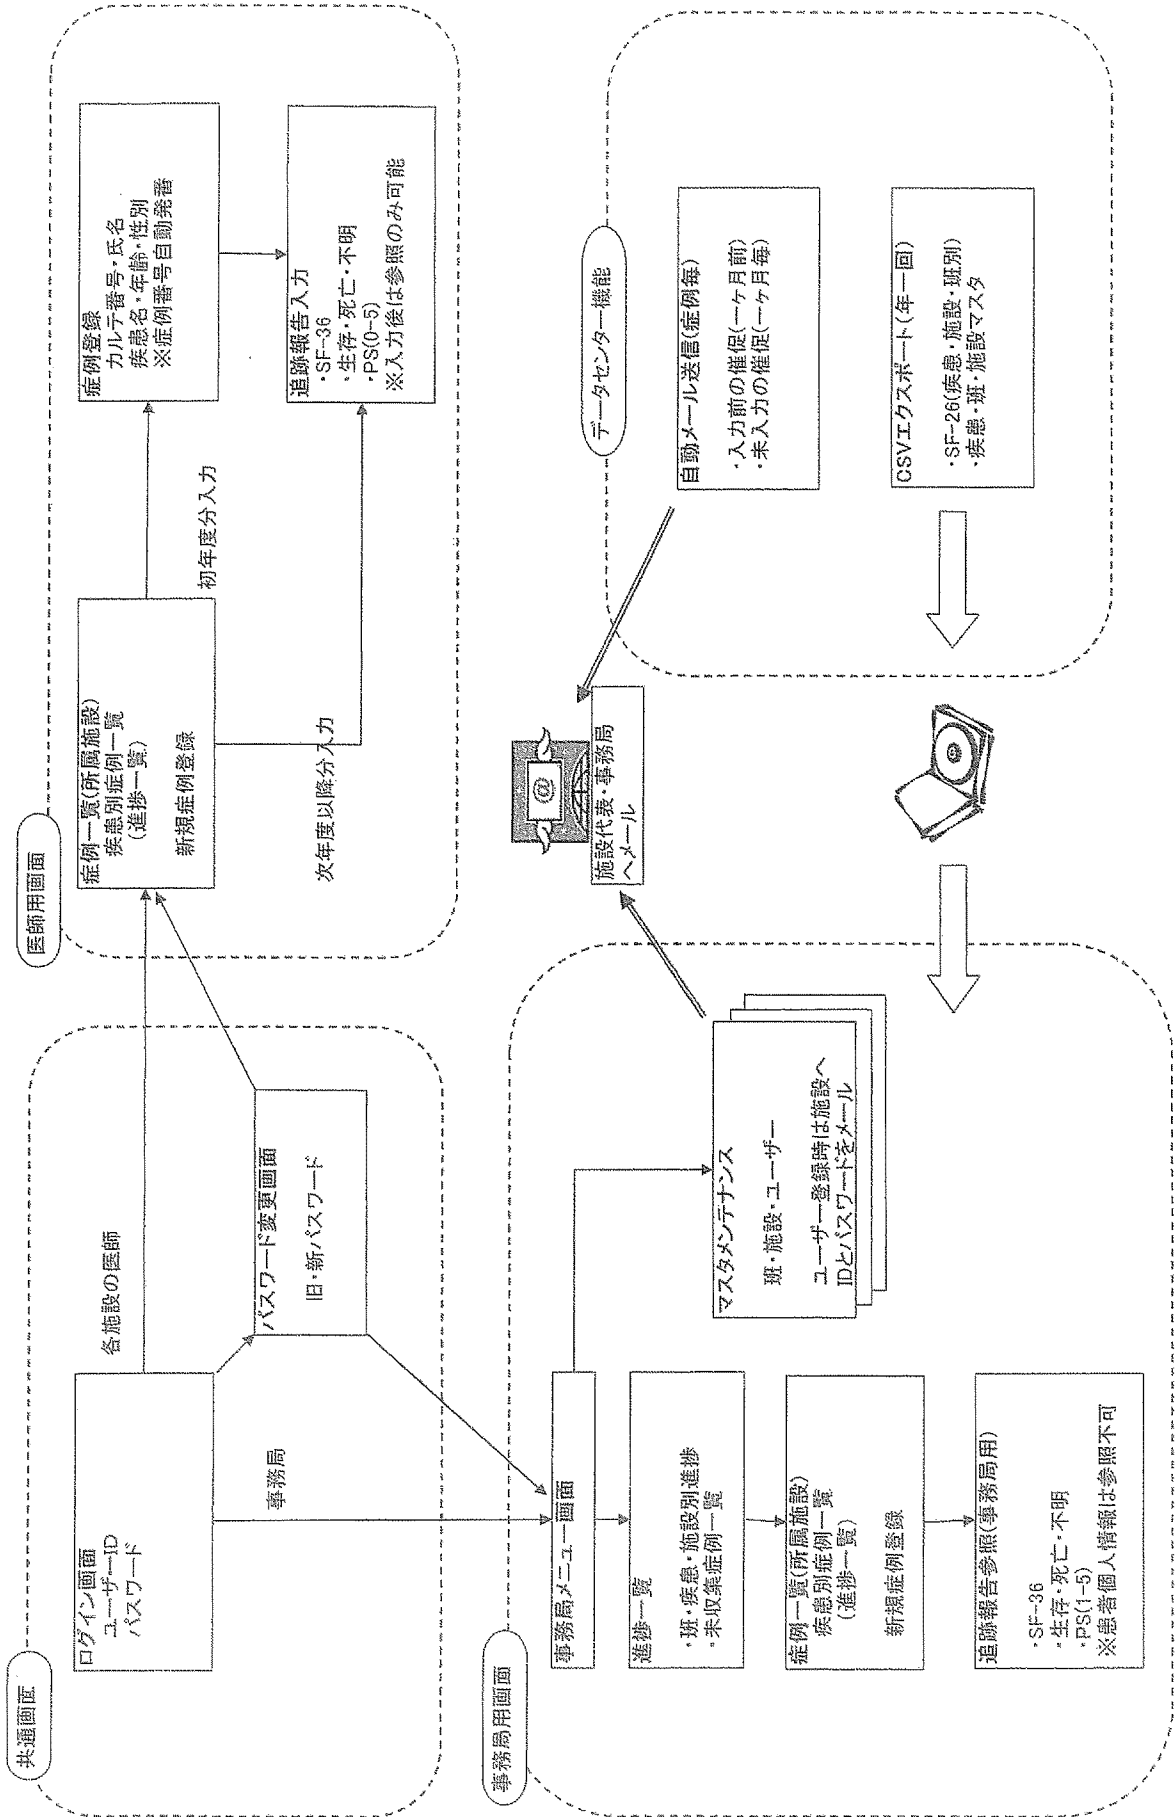 共通画面
ログイン画面
ユーザーID
パスワード
各施設の医師
事務局
パスワード変更画面
旧・新パスワード
医師用画面
症例一覧(所属施設)
疾患別症例一覧
(進捗一覧)
新規症例登録
初年度分入力
次年度以降分入力
症例登録
カルテ番号・氏名
疾患名・年齢・性別
※症例番号自動発番
追跡報告入力
・SF-36
・生存・死亡・不明
・PS(0-5)
※入力後は参照のみ可能
事務局用画面
事務局メニュー画面
進捗一覧
・班・疾患・施設別進捗
・未収集症例一覧
症例一覧(所属施設)
疾患別症例一覧
(進捗一覧)
新規症例登録
追跡報告参照(事務局用)
・SF-36
・生存・死亡・不明
・PS(1-5)
※患者個人情報は参照不可
マスタメンテナンス
班・施設・ユーザー
ユーザー登録時は施設へ
IDとパスワードをメール
@
施設代表・事務局
へメール
データセンター機能
自動メール送信(症例毎)
・入力前の催促(一ヶ月前)
・未入力の催促(一ヶ月毎)
CSVエクスポート(年一回)
・SF-26(疾患・施設・班別)
・疾患・班・施設マスタ